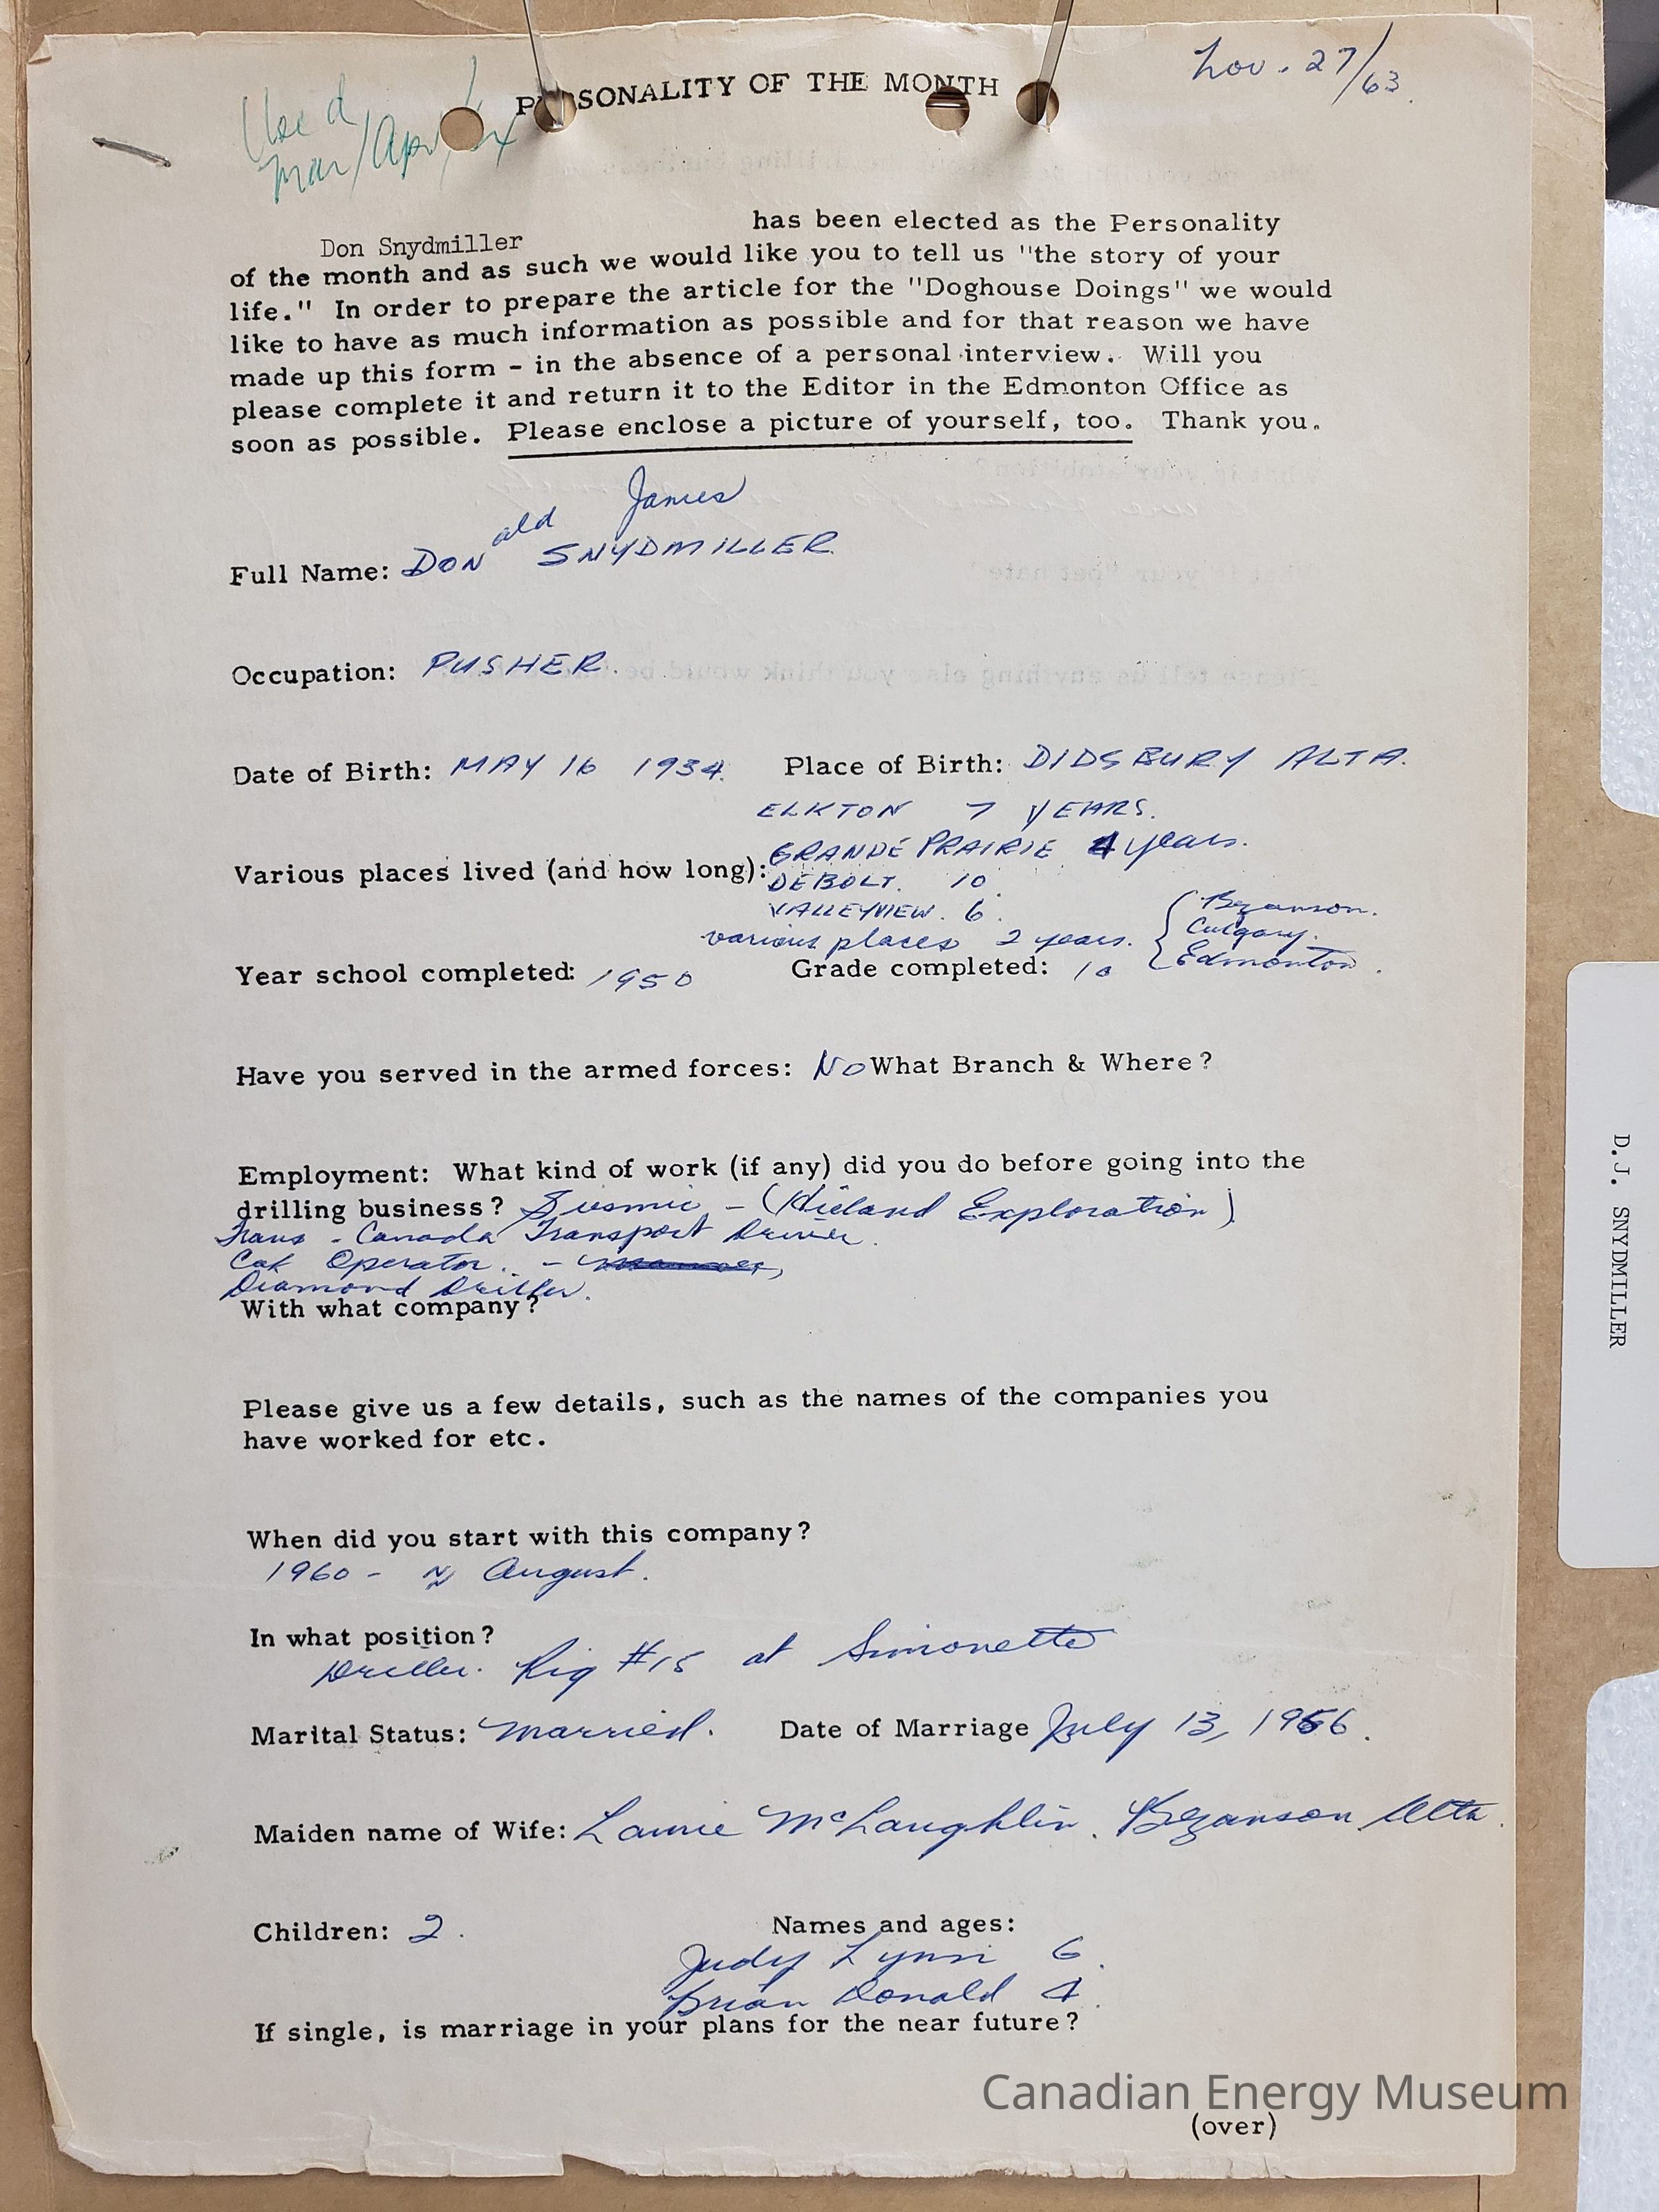 Nov. 27/63.
Used
Mar/Apr
PERSONALITY OF THE MONTH
has been elected as the Personality
Don Snydmiller
of the month and as such we would like you to tell us "the story of your
life." In order to prepare the article for the "Doghouse Doings" we would
like to have as much information as possible and for that reason we have
made up this form - in the absence of a personal interview. Will you
please complete it and return it to the Editor in the Edmonton Office as
soon as possible. Please enclose a picture of yourself, too. Thank you.
James
Full Name: DONald SNYDMILLER
Occupation: PUSHER.
Date of Birth: MAY 16 1934. Place of Birth: DIDSBURY ALTA.
ELKTON 7 YEARS.
GRANDE PRAIRIE 4 years.
Various places lived (and how long):
DEBOLT. 10.
VALLEYVIEW. 6.
various places 2 years. { Bezanson.
Calgary.
Edmonton.
Year school completed: 1950 Grade completed: 10
Have you served in the armed forces: No What Branch & Where?
Employment: What kind of work (if any) did you do before going into the
drilling business? Seismic - (Hieland Exploration)
Trans-Canada Transport Driver.
Cat Operator. -
Diamond Driller.
With what company?
Please give us a few details, such as the names of the companies you
have worked for etc.
When did you start with this company?
1960 - August.
In what position?
Driller. Rig #15 at Simonette
Marital Status: Married. Date of Marriage July 13, 1956.
Maiden name of Wife: Laurie McLaughlin. Bezanson Alta.
Children: 2. Names and ages:
Judy Lynn 6.
Brian Donald 4.
If single, is marriage in your plans for the near future?
Canadian Energy Museum
(over)
D.J. SNYDMILLER